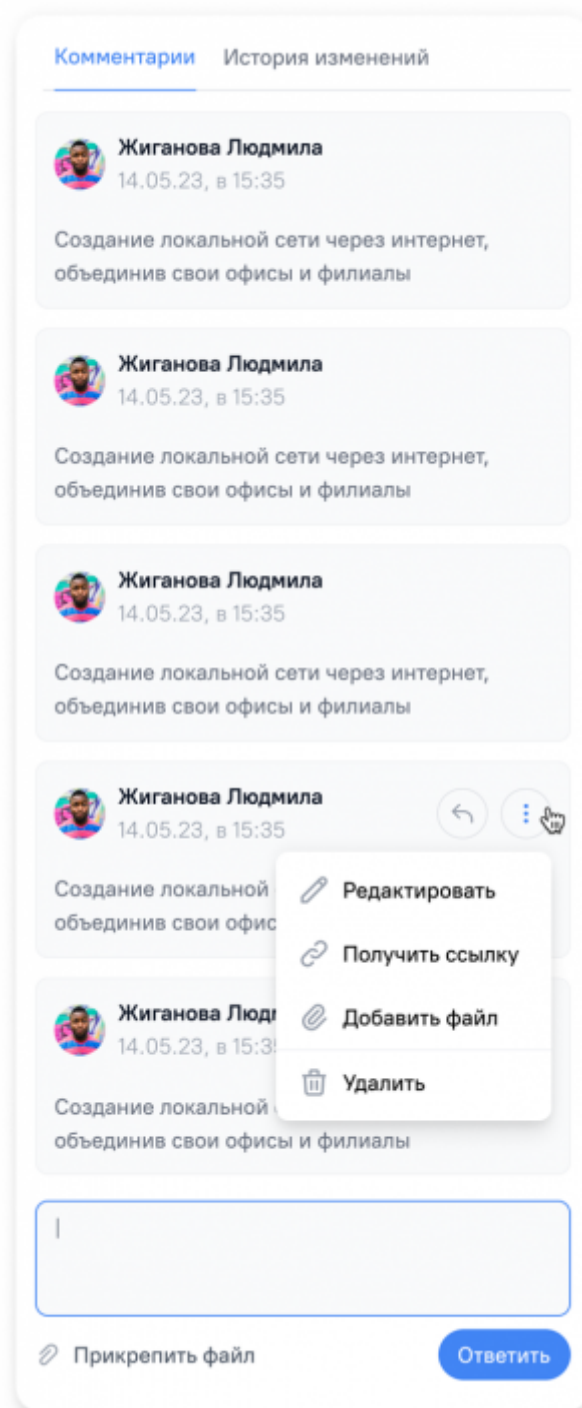 Комментарии История изменений
Жиганова Людмила
14.05.23, в 15:35
Создание локальной сети через интернет,
объединив свои офисы и филиалы
Жиганова Людмила
14.05.23, в 15:35
Создание локальной сети через интернет,
объединив свои офисы и филиалы
Жиганова Людмила
14.05.23, в 15:35
Создание локальной сети через интернет,
объединив свои офисы и филиалы
Жиганова Людмила
14.05.23, в 15:35
Создание локальной
объединив свои
Редактировать
Получить ссылку
Добавить файл
Удалить
Жиганова
14.05.23, в
Создание локальной
объединив свои офисы и филиалы
Прикрепить файл
Ответить